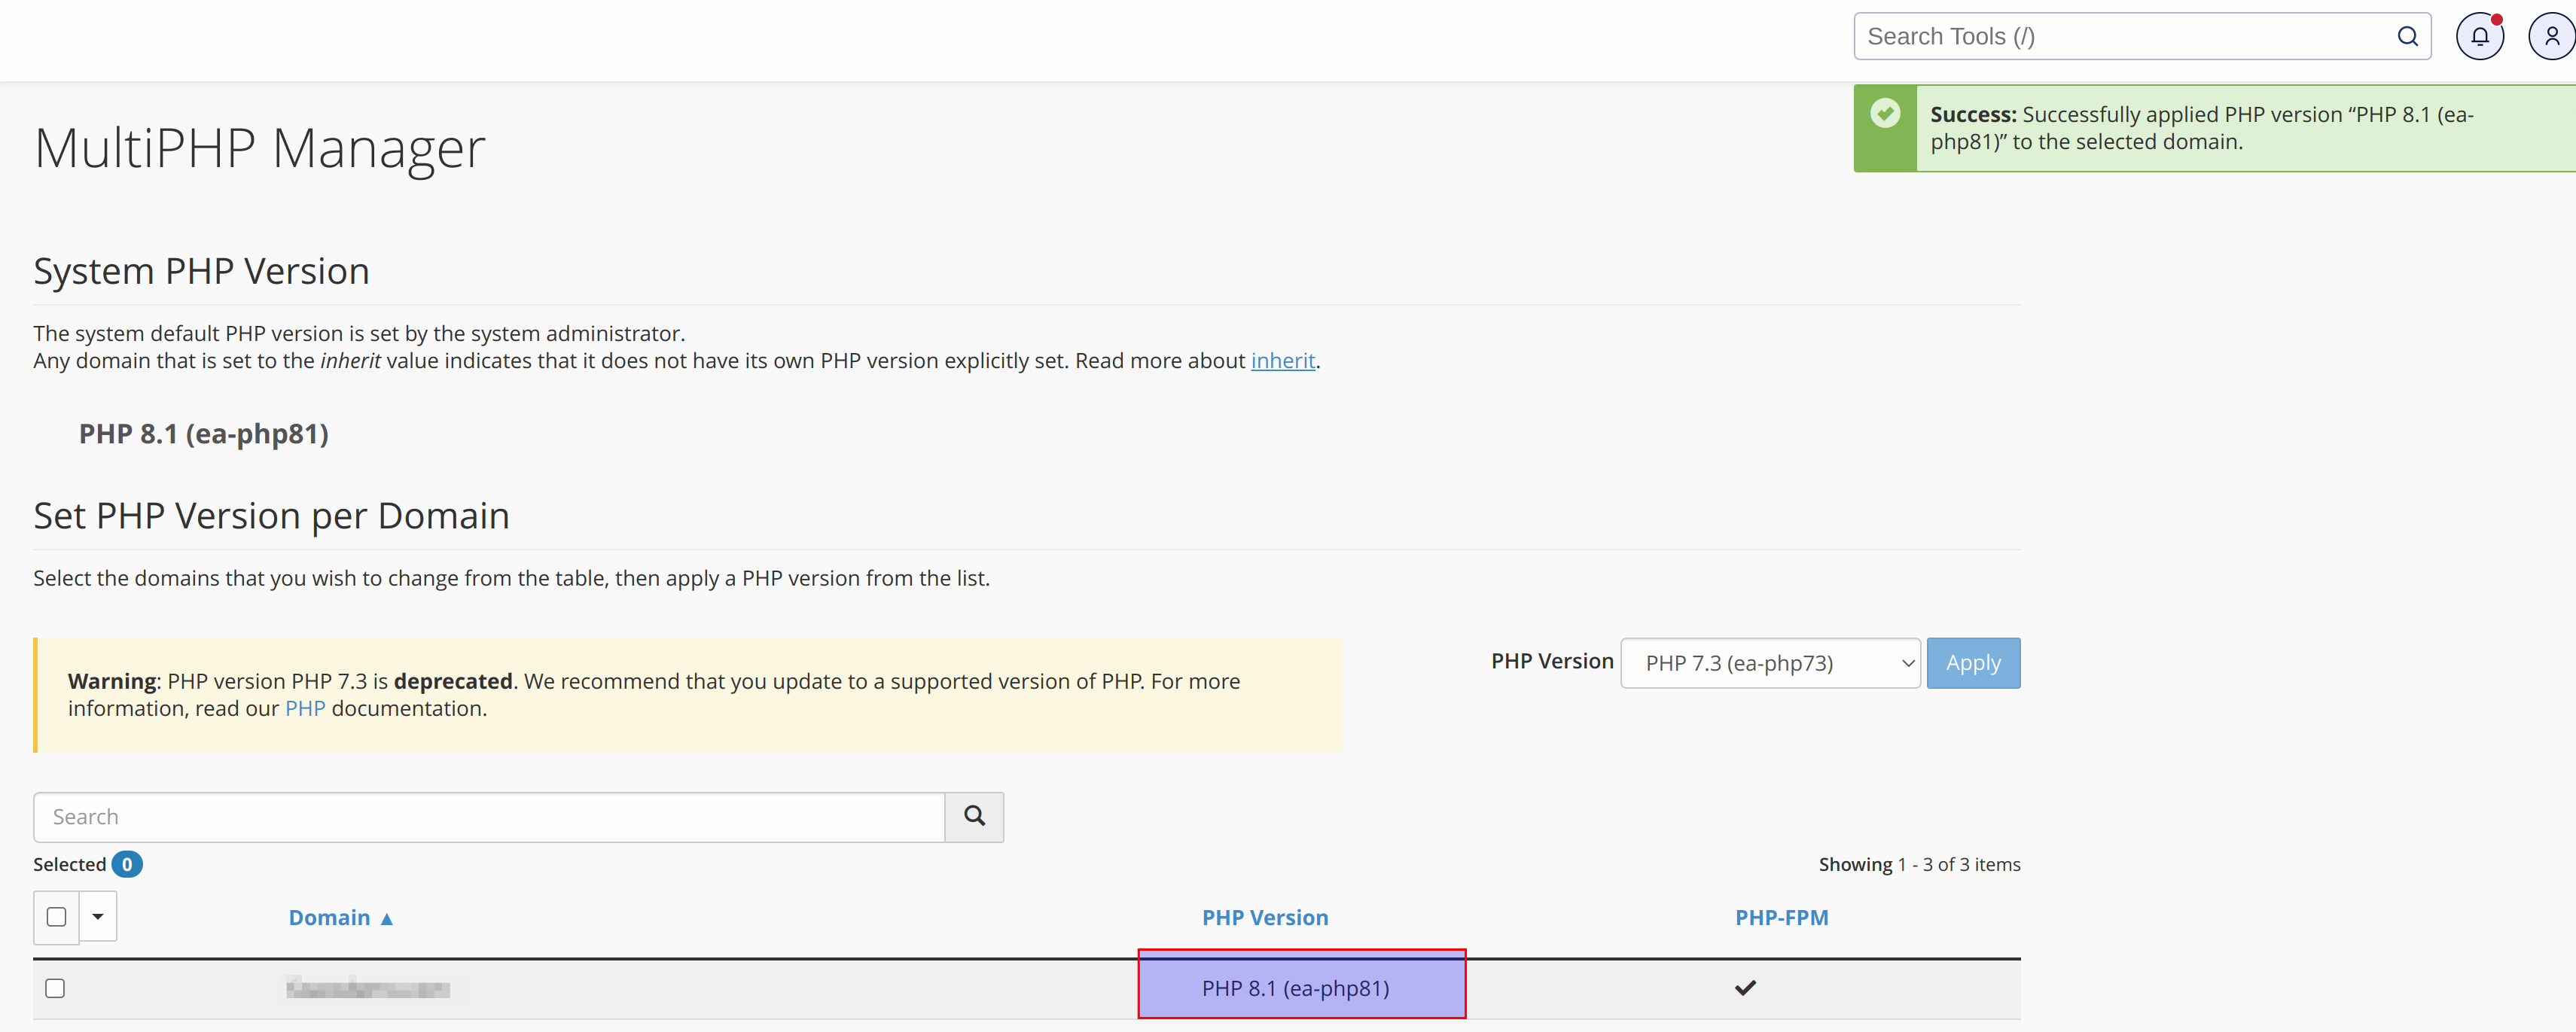 Search Tools (/)
Success: Successfully applied PHP version “PHP 8.1 (ea-
php81)” to the selected domain.
MultiPHP Manager
System PHP Version
The system default PHP version is set by the system administrator.
Any domain that is set to the inherit value indicates that it does not have its own PHP version explicitly set. Read more about inherit.
PHP 8.1 (ea-php81)
Set PHP Version per Domain
Select the domains that you wish to change from the table, then apply a PHP version from the list.
Warning: PHP version PHP 7.3 is deprecated. We recommend that you update to a supported version of PHP. For more
information, read our PHP documentation.
PHP Version PHP 7.3 (ea-php73) Apply
Search
Selected 0
Showing 1 - 3 of 3 items
Domain ▲ PHP Version PHP-FPM
PHP 8.1 (ea-php81)